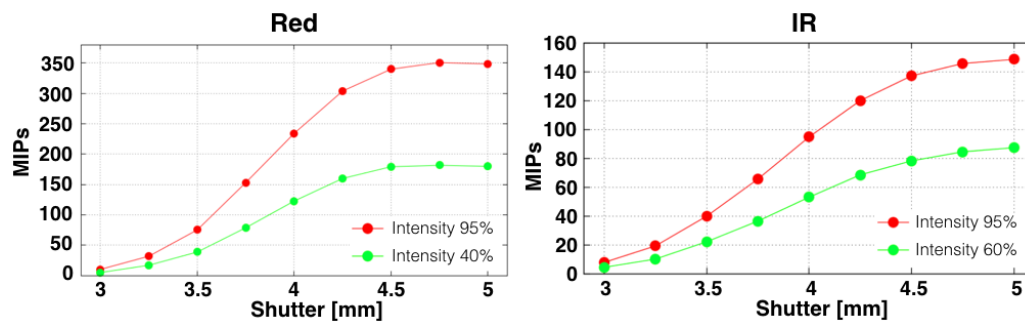 Red
MIPs
350
300
250
200
150
100
50
0
3
3.5
4
4.5
5
Shutter [mm]
Intensity 95%
Intensity 40%
IR
MIPs
160
140
120
100
80
60
40
20
0
3
3.5
4
4.5
5
Shutter [mm]
Intensity 95%
Intensity 60%